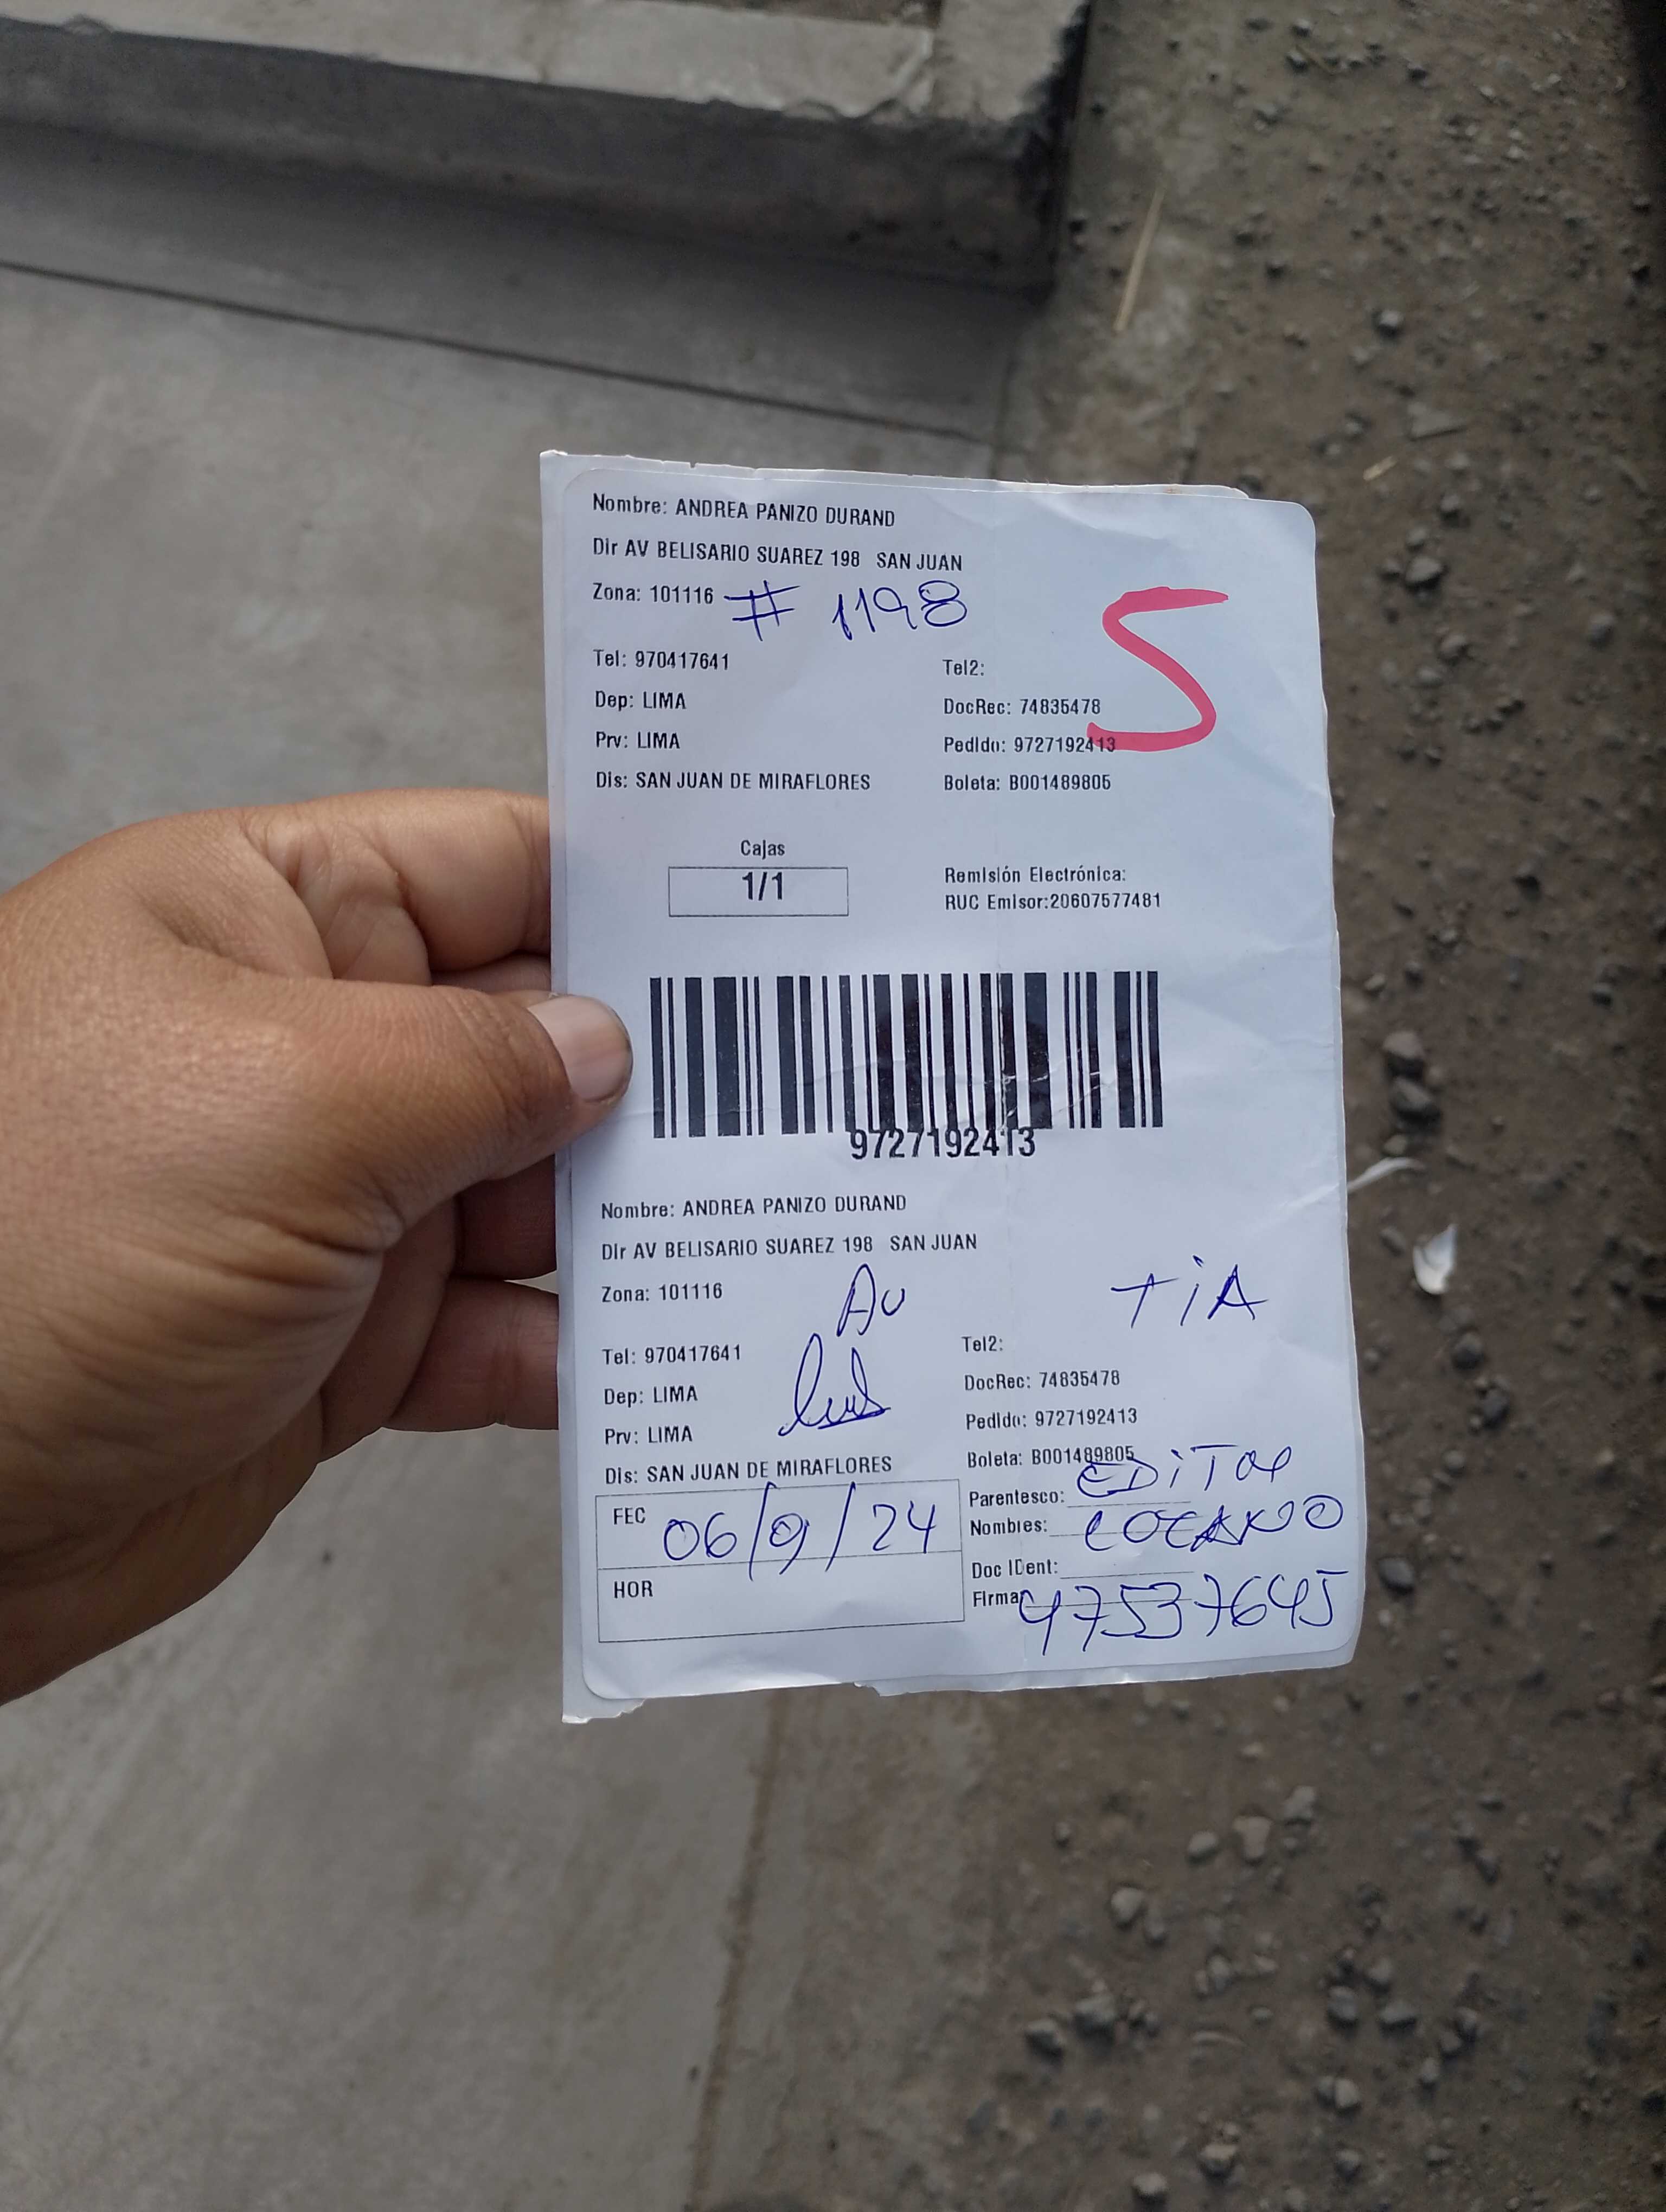 Nombre: ANDREA PANIZO DURAND
Dir AV BELISARIO SUAREZ 198 SAN JUAN
Zona: 101116 # 1198
S
Tel: 970417641 Tel2:
Dep: LIMA DocRec: 74835478
Prv: LIMA Pedido: 9727192413
Dis: SAN JUAN DE MIRAFLORES Boleta: B001489805
Cajas
1/1
Remisión Electrónica:
RUC Emisor:20607577481
9727192413
Nombre: ANDREA PANIZO DURAND
Dir AV BELISARIO SUAREZ 198 SAN JUAN
Zona: 101116 TIA
Tel: 970417641 Tel2:
Dep: LIMA DocRec: 74835478
Prv: LIMA Pedido: 9727192413
Dis: SAN JUAN DE MIRAFLORES Boleta: B001489805
FEC 06/9/24
HOR
Parentesco:
Nombres:
Doc IDent:
Firma 47537645